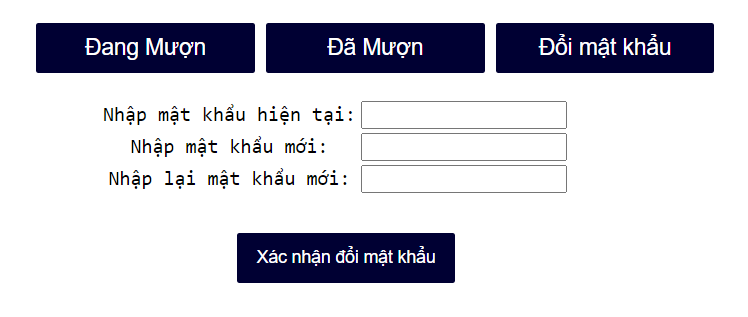 Đang Mượn Đã Mượn Đổi mật khẩu
Nhập mật khẩu hiện tại:
Nhập mật khẩu mới:
Nhập lại mật khẩu mới:
Xác nhận đổi mật khẩu